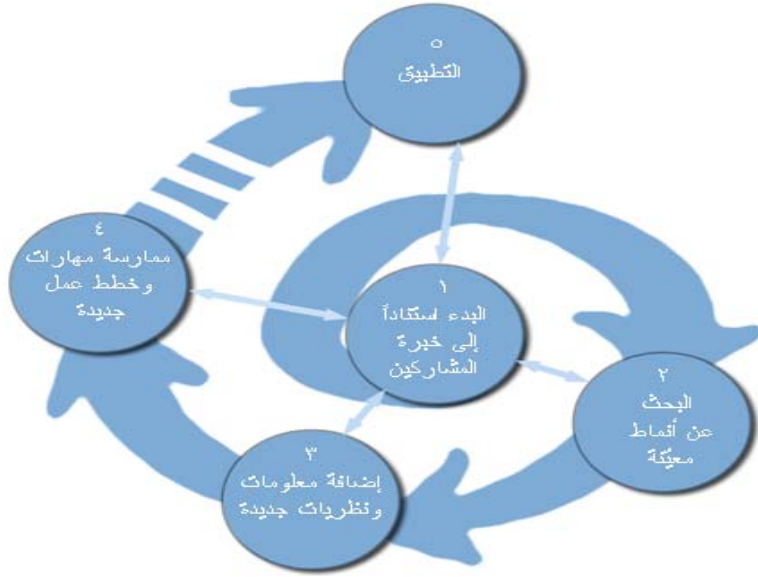 ٥
التطبيق
٤
ممارسة مهارات
وخطط عمل
جديدة
١
البدء استناداً
إلى خبرة
المشاركين
٢
البحث
عن أنماط
معيّنة
٣
إضافة معلومات
ونظريات جديدة